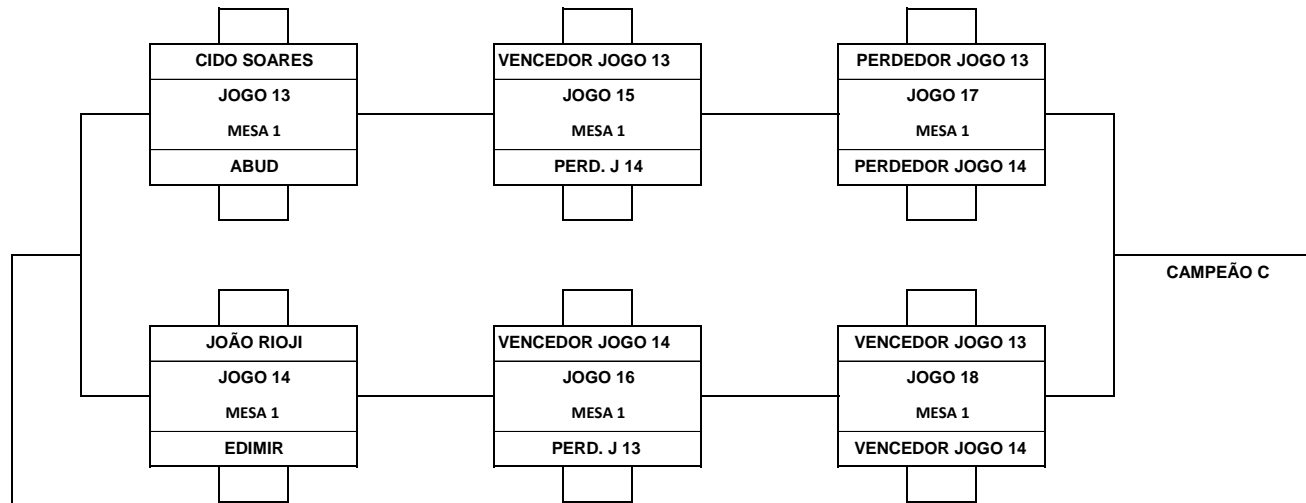 CIDO SOARES
JOGO 13
MESA 1
ABUD
VENCEDOR JOGO 13
JOGO 15
MESA 1
PERD. J 14
PERDEDOR JOGO 13
JOGO 17
MESA 1
PERDEDOR JOGO 14
CAMPEÃO C
JOÃO RIOJI
JOGO 14
MESA 1
EDIMIR
VENCEDOR JOGO 14
JOGO 16
MESA 1
PERD. J 13
VENCEDOR JOGO 13
JOGO 18
MESA 1
VENCEDOR JOGO 14